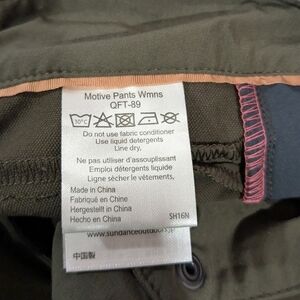 Motive Pants Wmns
QFT-89
Do not use fabric conditioner
Use liquid detergents
Line dry,
Ne pas utiliser d'assouplissant
Emploi détergents liquide
Ligne sécher le vêtements,
Made in China
Fabriqué en Chine
Hergestellt in China
Hecho en China
SH16N
www.sundanceoutdoors.
中国製